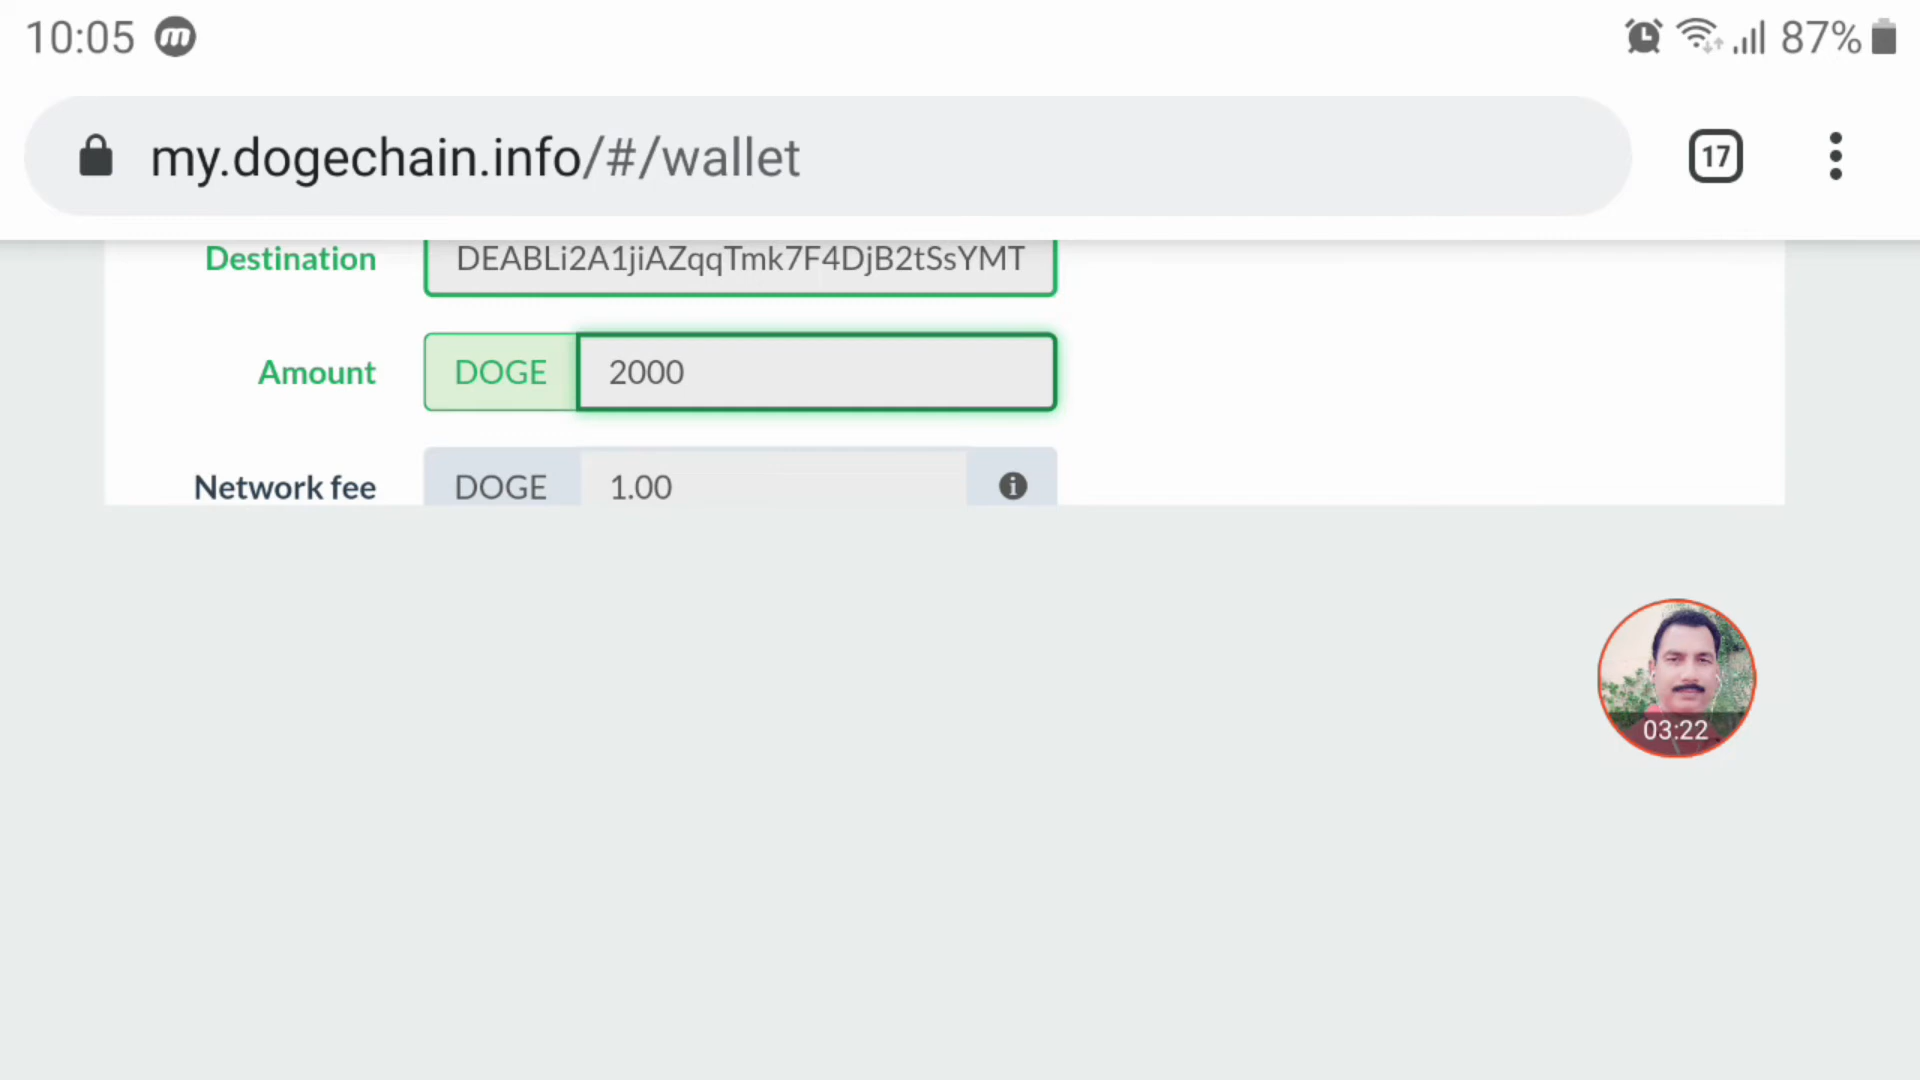 10:05 m 87%
my.dogechain.info/#/wallet 17
Destination DEABLi2A1jiAZqqTmk7F4DjB2tSsYMT
Amount DOGE 2000
Network fee DOGE 1.00
03:22